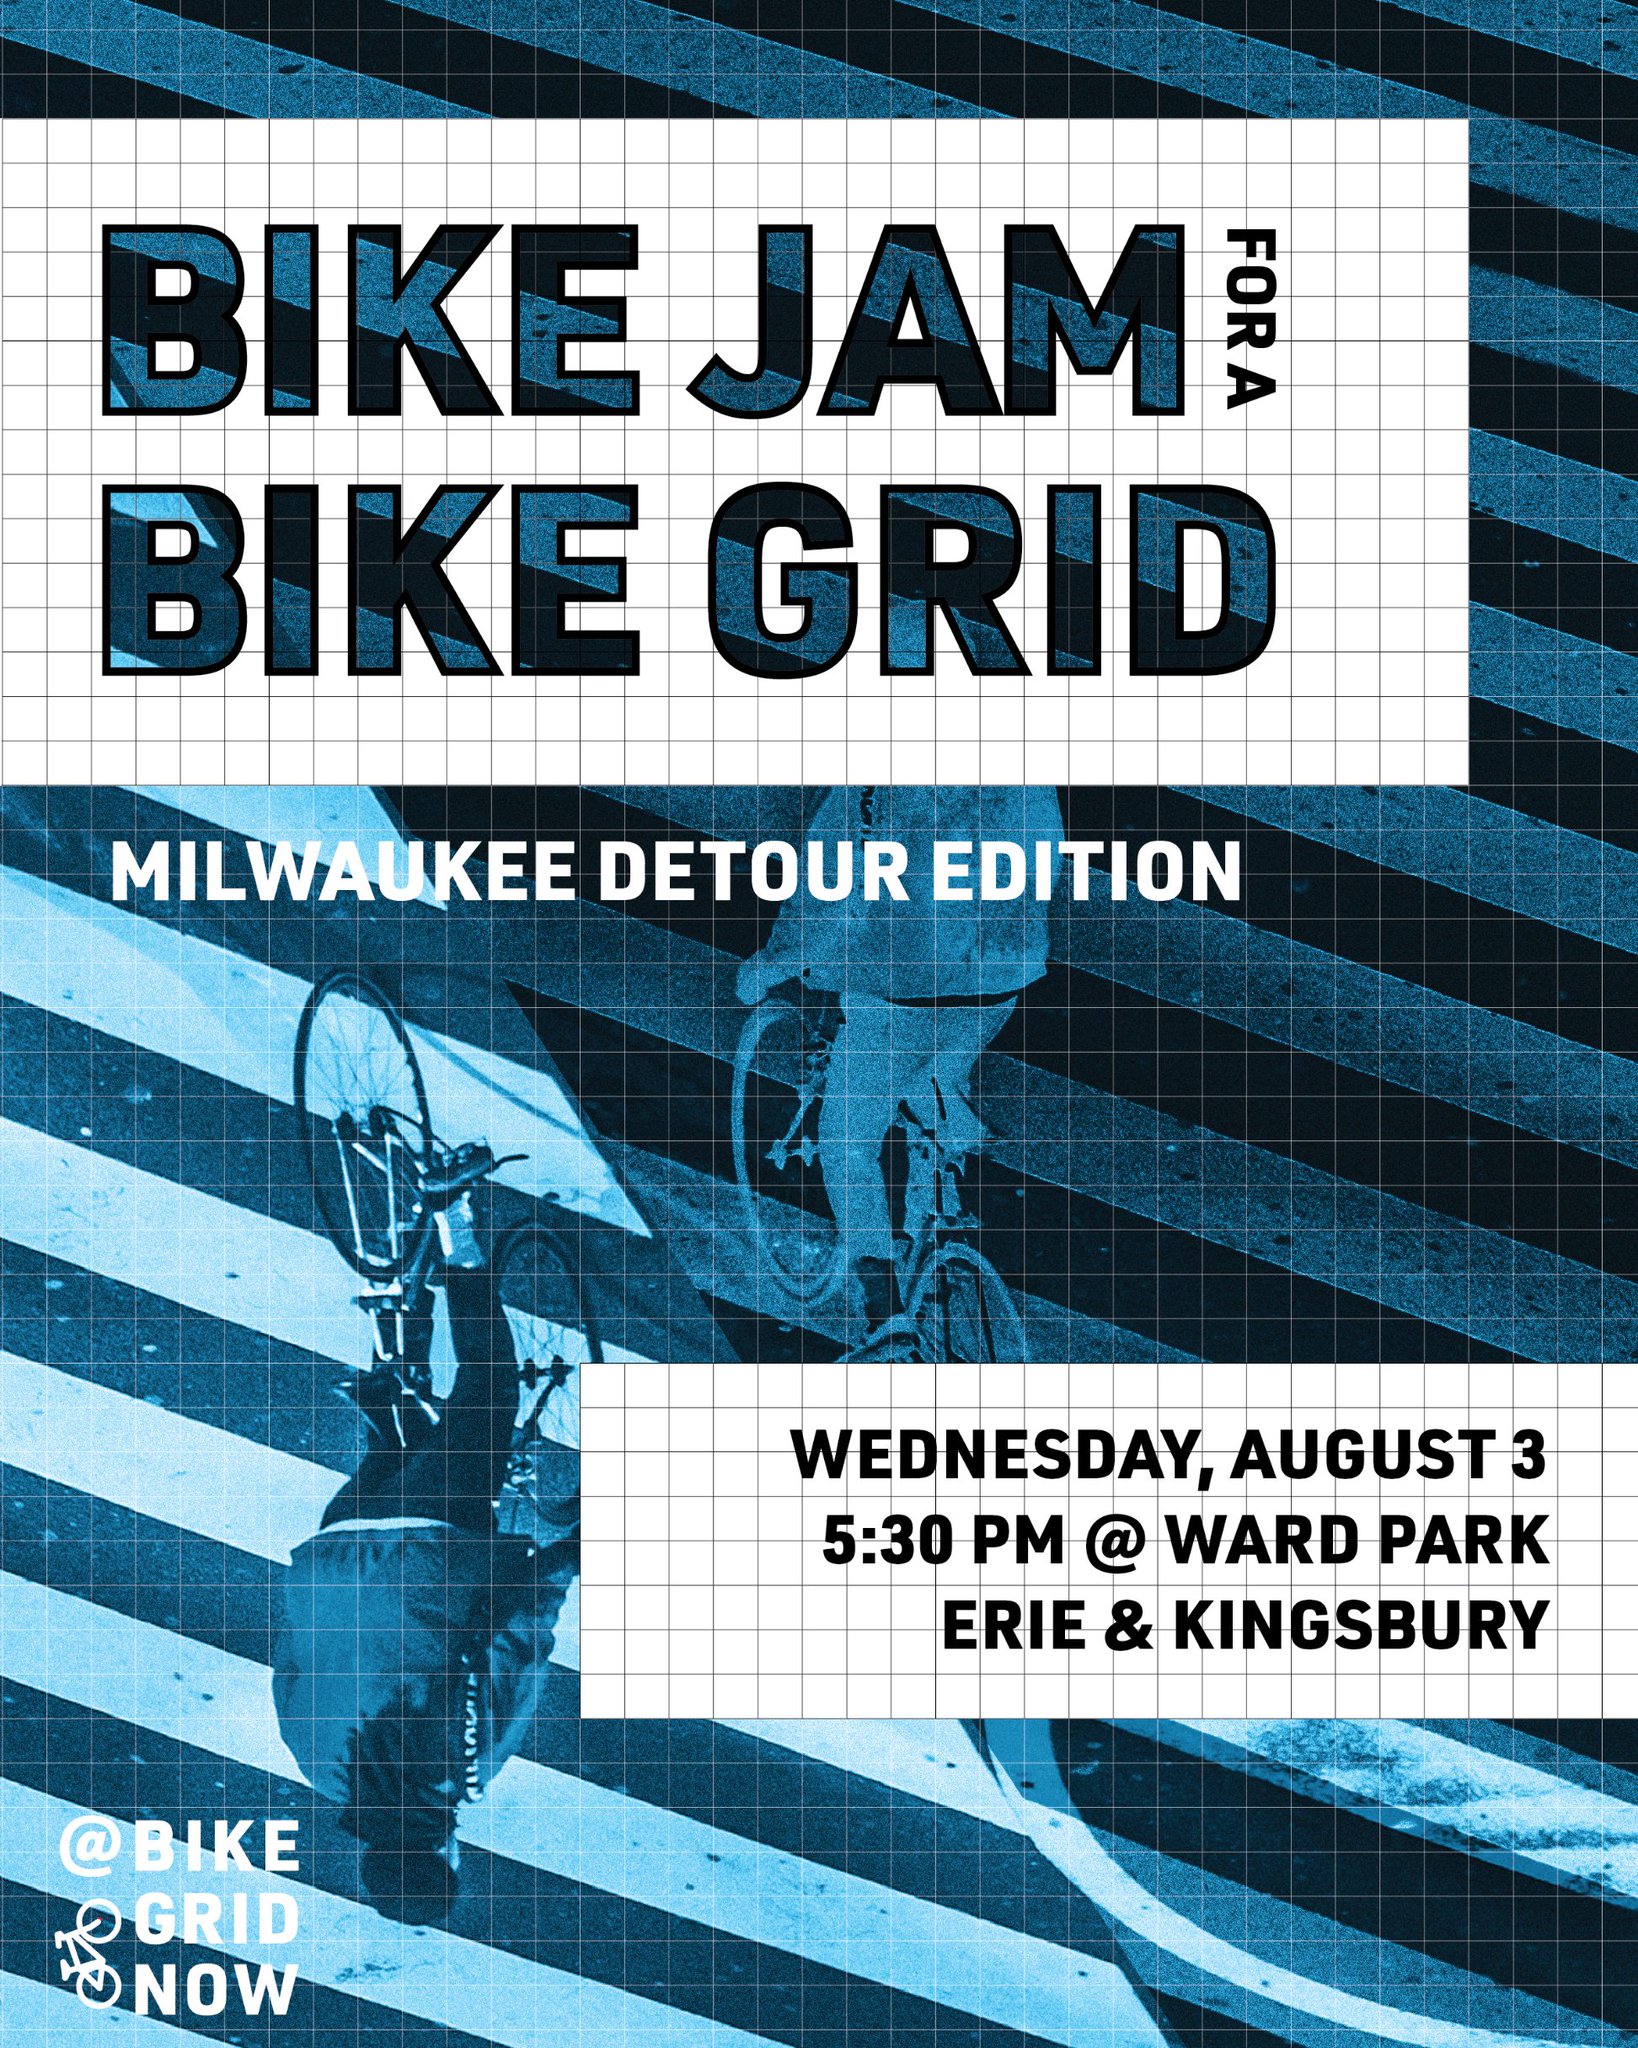 BIKE JAM FOR A
BIKE GRID
MILWAUKEE DETOUR EDITION
WEDNESDAY, AUGUST 3
5:30 PM @ WARD PARK
ERIE & KINGSBURY
@BIKE
GRID
NOW